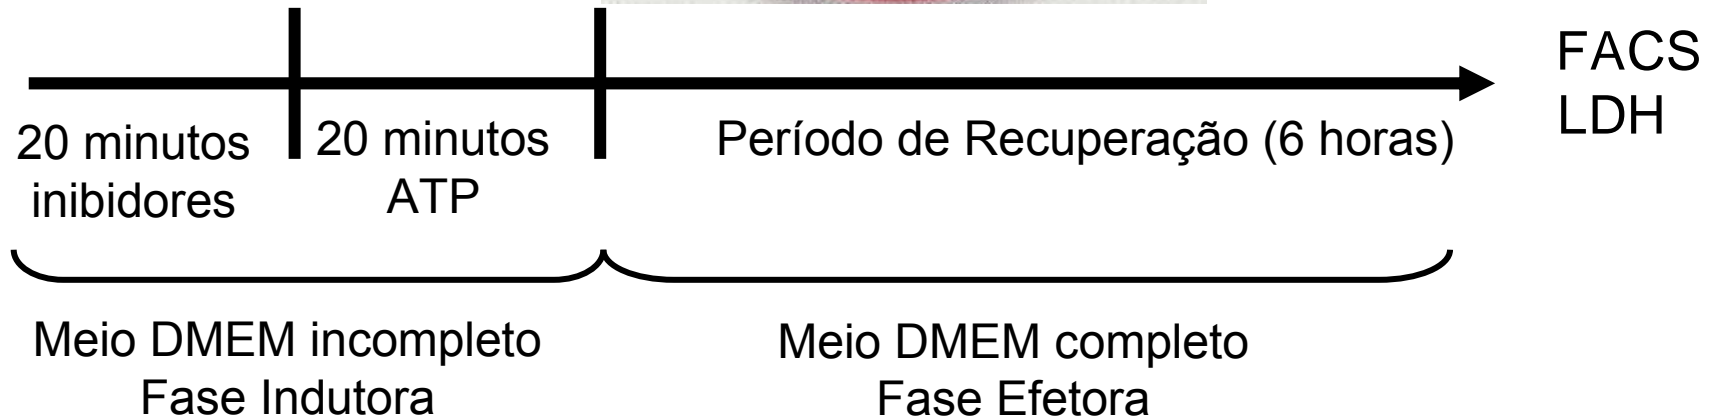 FACS
LDH
20 minutos
inibidores
20 minutos
ATP
Período de Recuperação (6 horas)
Meio DMEM incompleto
Fase Indutora
Meio DMEM completo
Fase Efetora